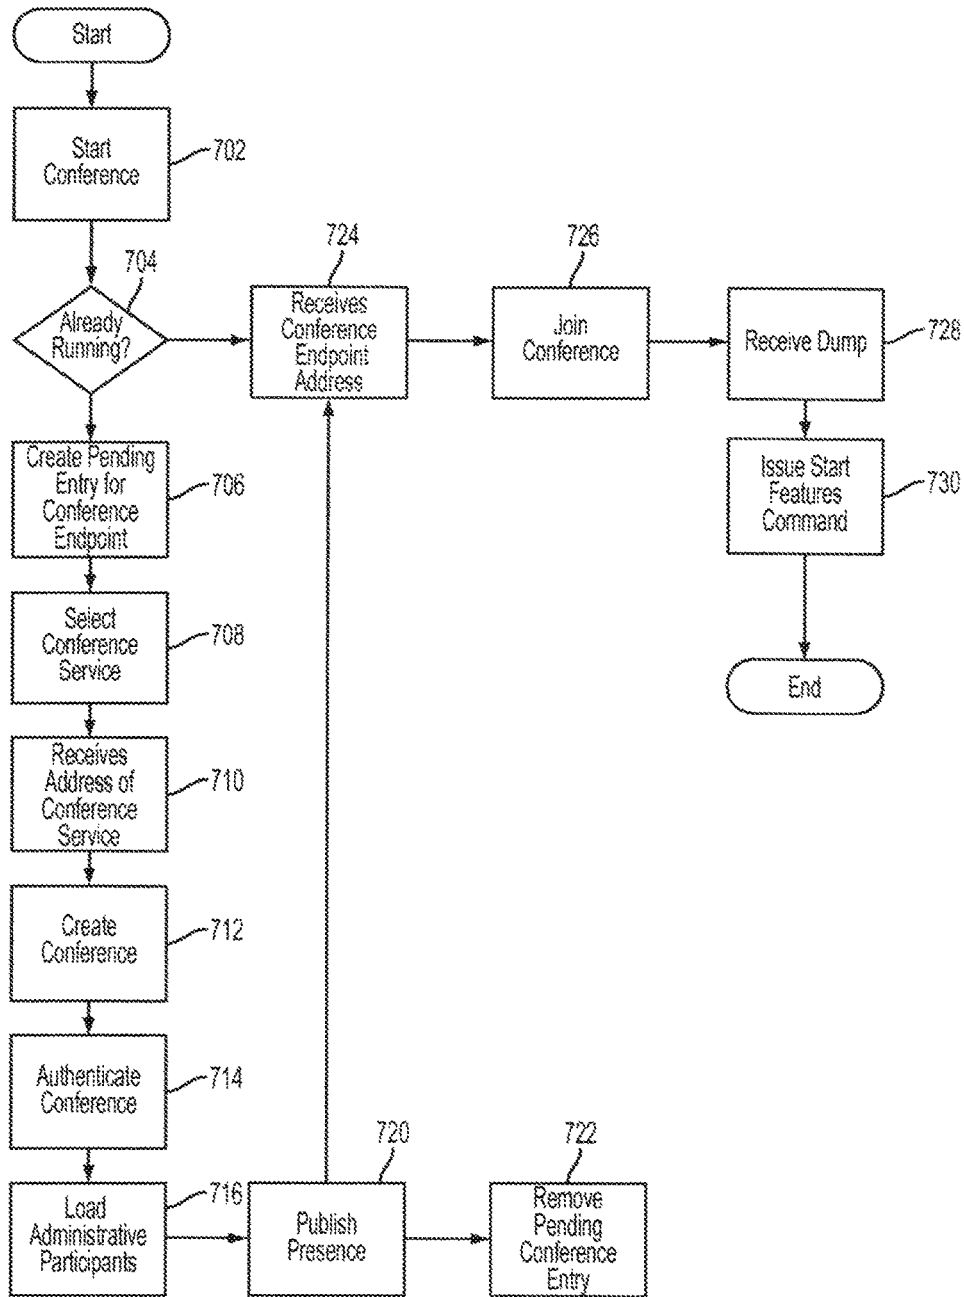 Start
Start
Conference
702
704
Already
Running?
724
Receives
Conference
Endpoint
Address
726
Join
Conference
Receive Dump
728
Create Pending
Entry for
Conference
Endpoint
706
Issue Start
Features
Command
730
Select
Conference
Service
708
End
Receives
Address of
Conference
Service
710
Create
Conference
712
Authenticate
Conference
714
Load
Administrative
Participants
716
720
Publish
Presence
722
Remove
Pending
Conference
Entry